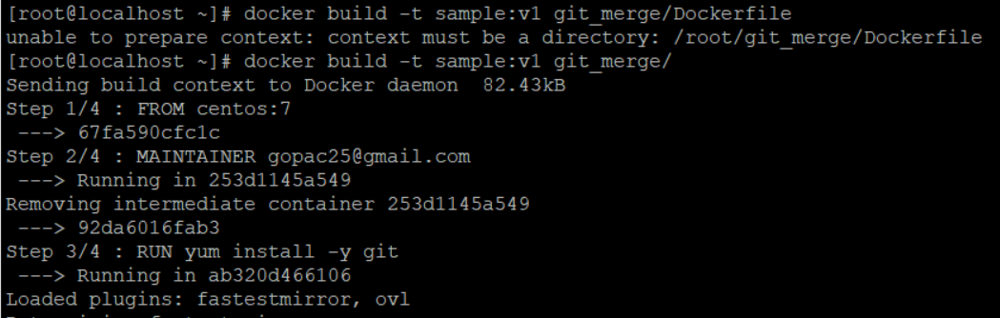 [root@localhost ~]# docker build -t sample:v1 git_merge/Dockerfile
unable to prepare context: context must be a directory: /root/git_merge/Dockerfile
[root@localhost ~]# docker build -t sample:v1 git_merge/
Sending build context to Docker daemon  82.43kB
Step 1/4 : FROM centos:7
 ---> 67fa590cfc1c
Step 2/4 : MAINTAINER gopac25@gmail.com
 ---> Running in 253d1145a549
Removing intermediate container 253d1145a549
 ---> 92da6016fab3
Step 3/4 : RUN yum install -y git
 ---> Running in ab320d466106
Loaded plugins: fastestmirror, ovl